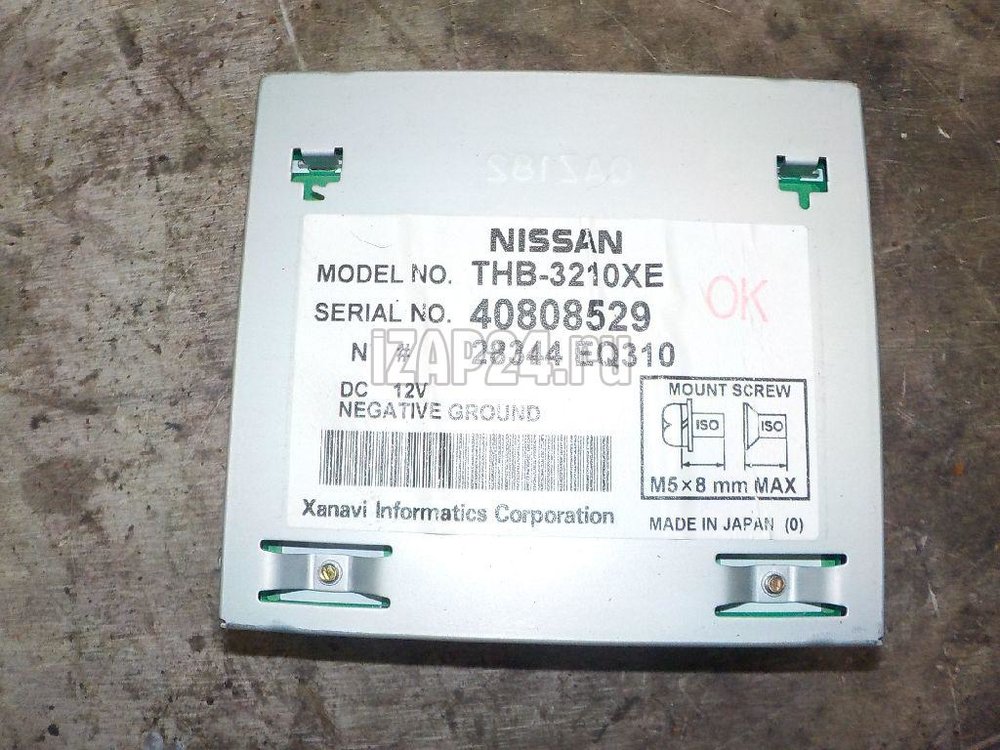 QAZ182
NISSAN
MODEL NO. THB-3210XE
SERIAL NO. 40808529
OK
N # 28344 EQ310
iZAP24.ru
DC 12V
NEGATIVE GROUND
MOUNT SCREW
ISO ISO
M5×8 mm MAX
Xanavi Informatics Corporation
MADE IN JAPAN (0)